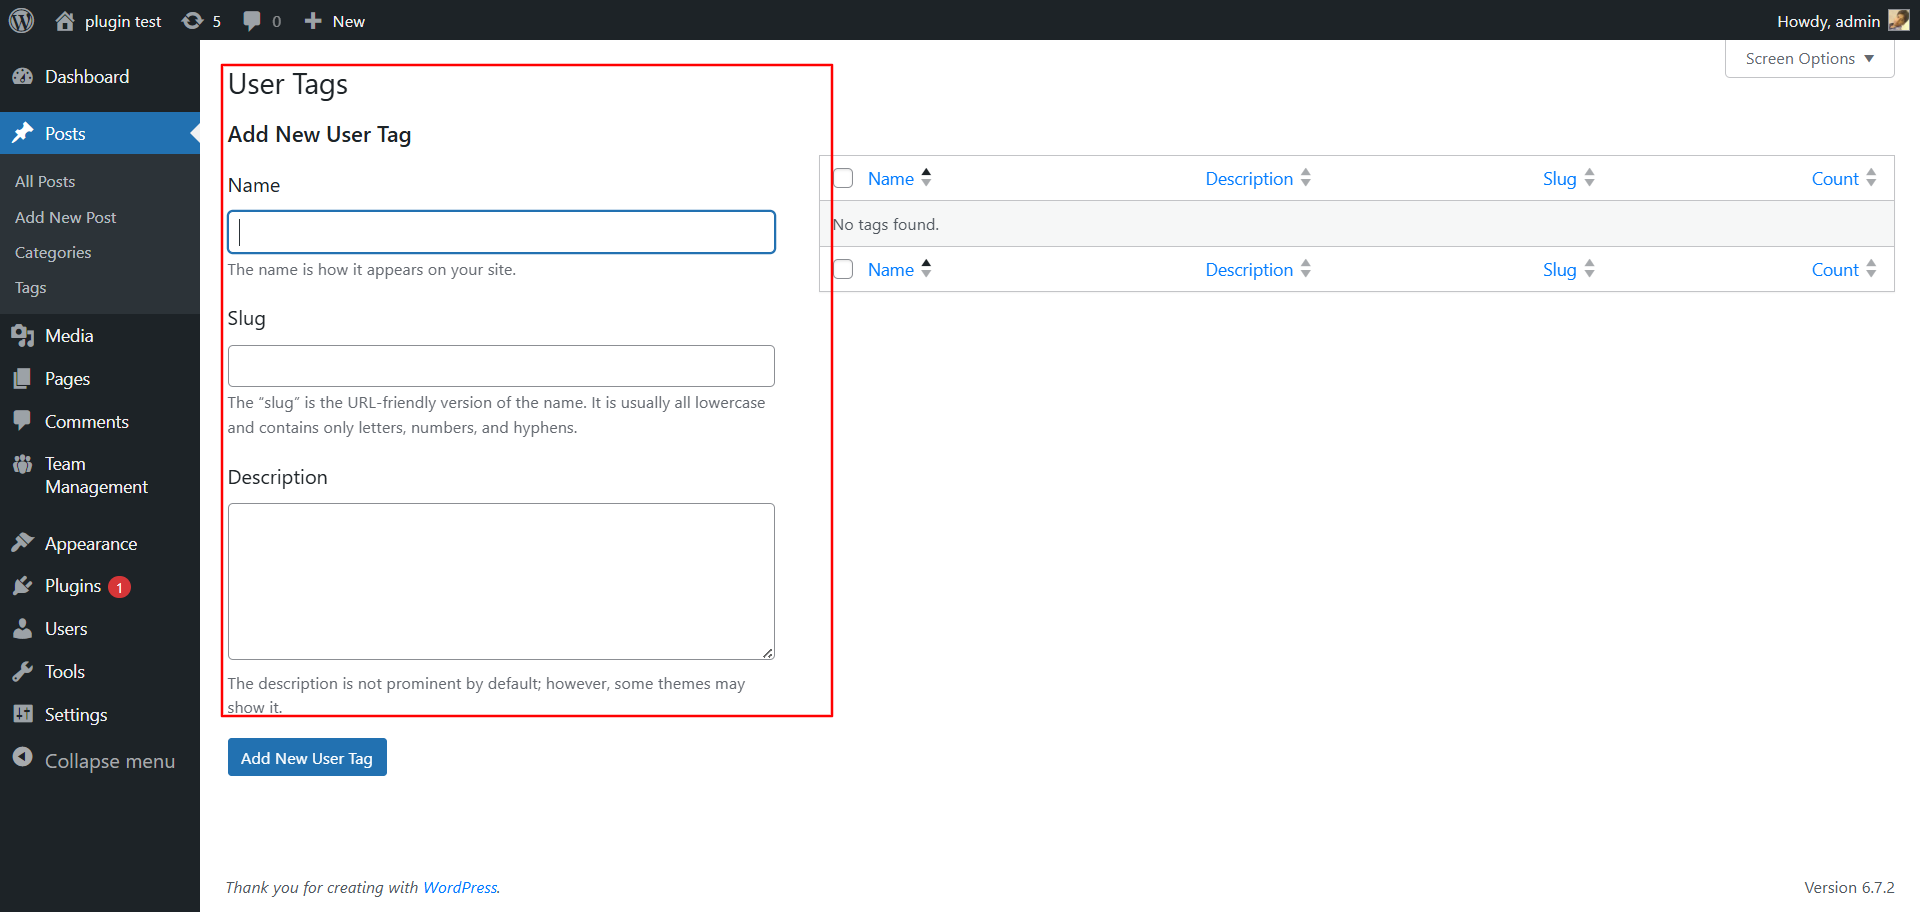 plugin test 5 0 New Howdy, admin
Screen Options
Dashboard
Posts
All Posts
Add New Post
Categories
Tags
Media
Pages
Comments
Team
Management
Appearance
Plugins 1
Users
Tools
Settings
Collapse menu
User Tags
Add New User Tag
Name
The name is how it appears on your site.
Slug
The “slug” is the URL-friendly version of the name. It is usually all lowercase
and contains only letters, numbers, and hyphens.
Description
The description is not prominent by default; however, some themes may
show it.
Add New User Tag
Name Description Slug Count
No tags found.
Name Description Slug Count
Thank you for creating with WordPress.
Version 6.7.2